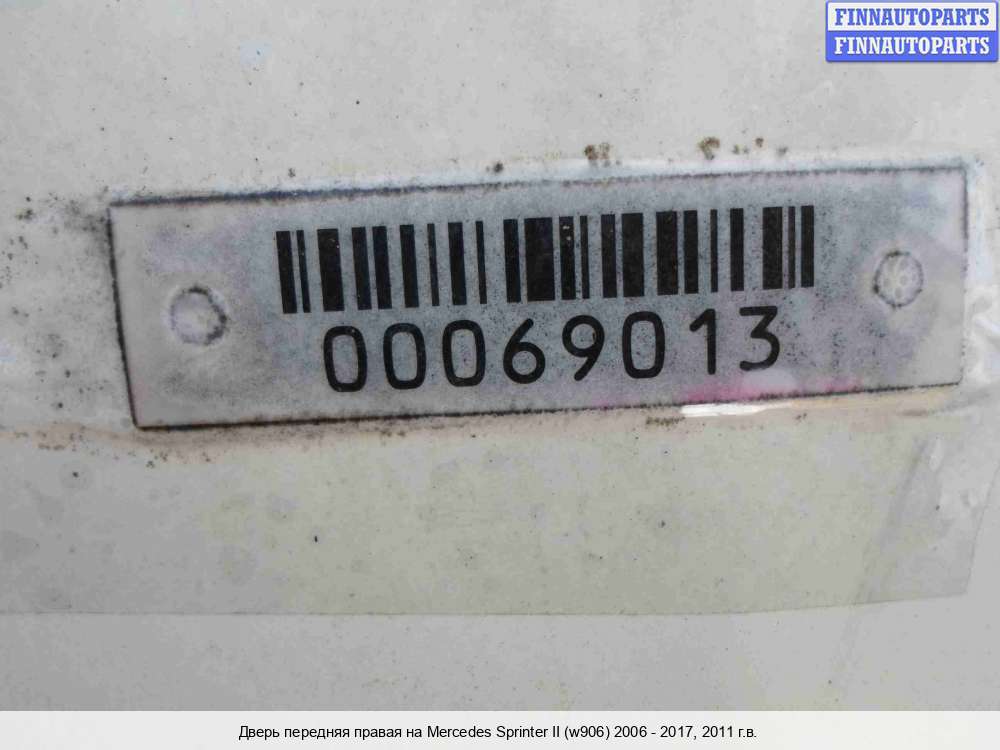 FINNAUTOPARTS
FINNAUTOPARTS
00069013
Дверь передняя правая на Mercedes Sprinter II (w906) 2006 - 2017, 2011 г.в.